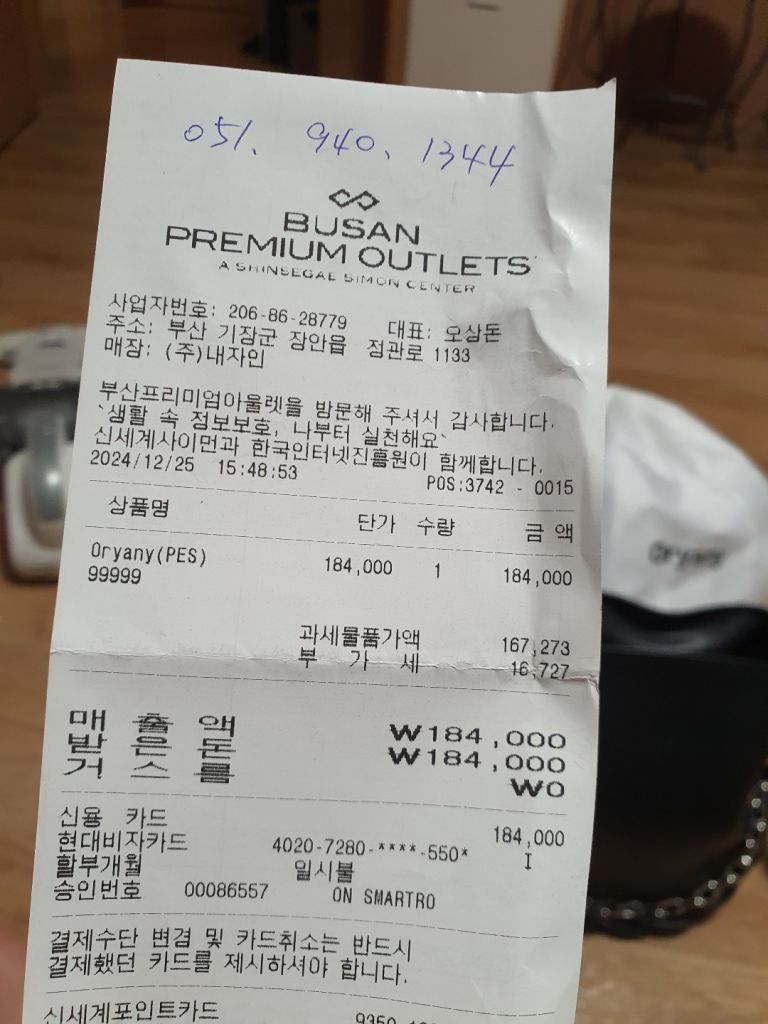 051. 940. 1344
BUSAN
PREMIUM OUTLETS
A SHINSEGAE SIMON CENTER
사업자번호: 206-86-28779 대표: 오상돈
주소: 부산 기장군 장안읍 정관로 1133
매장: (주)내자인
부산프리미엄아울렛을 방문해 주셔서 감사합니다.
`생활 속 정보보호, 나부터 실천해요`
신세계사이먼과 한국인터넷진흥원이 함께합니다.
2024/12/25 15:48:53 POS:3742 - 0015
상품명 단가 수량 금 액
Oryany(PES) 184,000 1 184,000
99999
과세물품가액 167,273
부 가 세 16,727
매 출 액 ₩184,000
받 은 돈 ₩184,000
거 스 름 ₩0
신용 카드 184,000
현대비자카드 4020-7280-****-550* I
할부개월 일시불
승인번호 00086557 ON SMARTRO
결제수단 변경 및 카드취소는 반드시
결제했던 카드를 제시하셔야 합니다.
신세계포인트카드
oryany